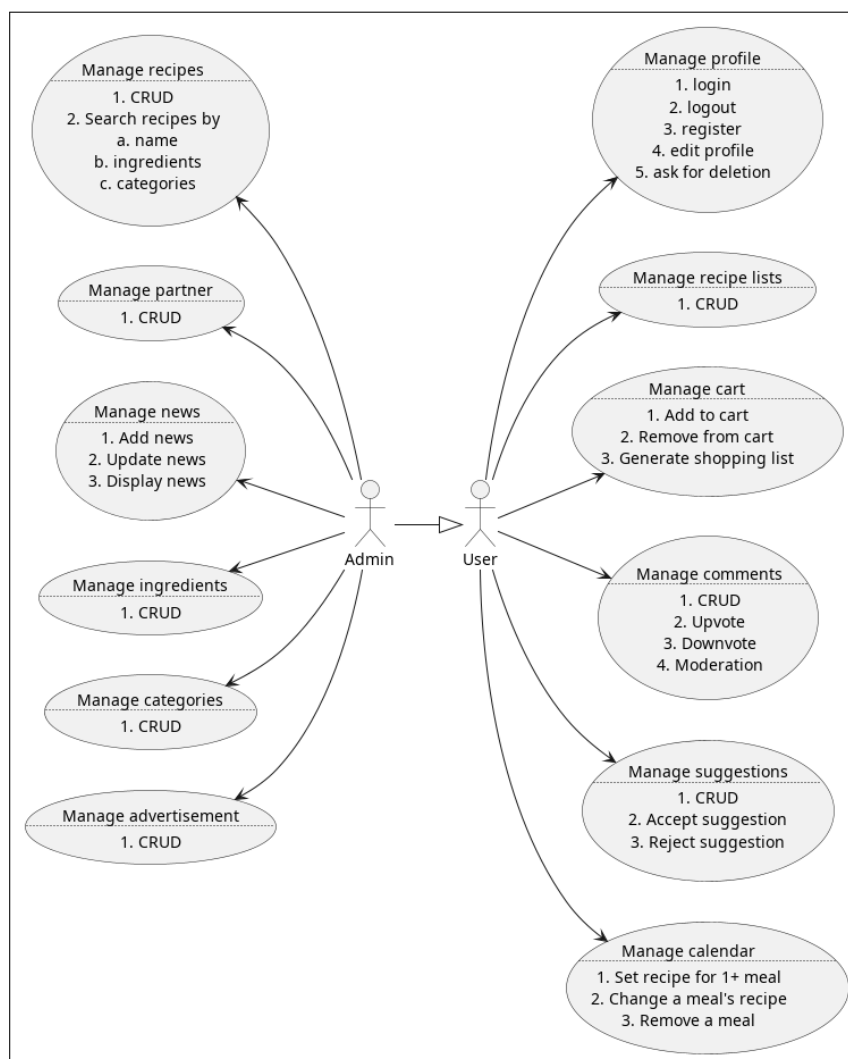 Manage recipes
1. CRUD
2. Search recipes by
a. name
b. ingredients
c. categories
Manage partner
1. CRUD
Manage news
1. Add news
2. Update news
3. Display news
Manage ingredients
1. CRUD
Manage categories
1. CRUD
Manage advertisement
1. CRUD
Admin
User
Manage profile
1. login
2. logout
3. register
4. edit profile
5. ask for deletion
Manage recipe lists
1. CRUD
Manage cart
1. Add to cart
2. Remove from cart
3. Generate shopping list
Manage comments
1. CRUD
2. Upvote
3. Downvote
4. Moderation
Manage suggestions
1. CRUD
2. Accept suggestion
3. Reject suggestion
Manage calendar
1. Set recipe for 1+ meal
2. Change a meal's recipe
3. Remove a meal